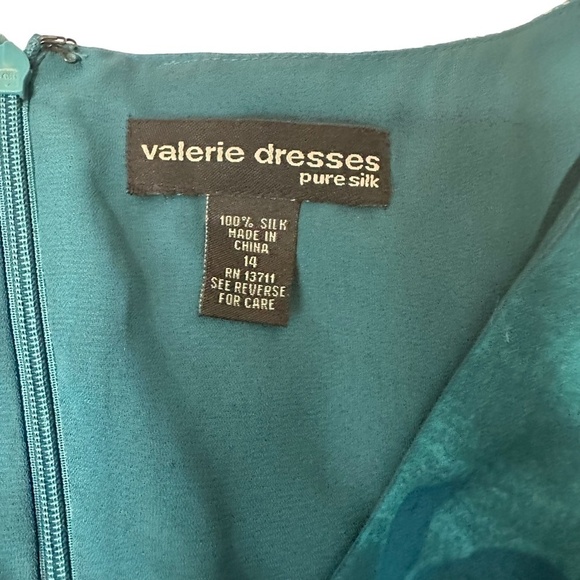 valerie dresses
pure silk
100% SILK
MADE IN
CHINA
14
RN 13711
SEE REVERSE
FOR CARE